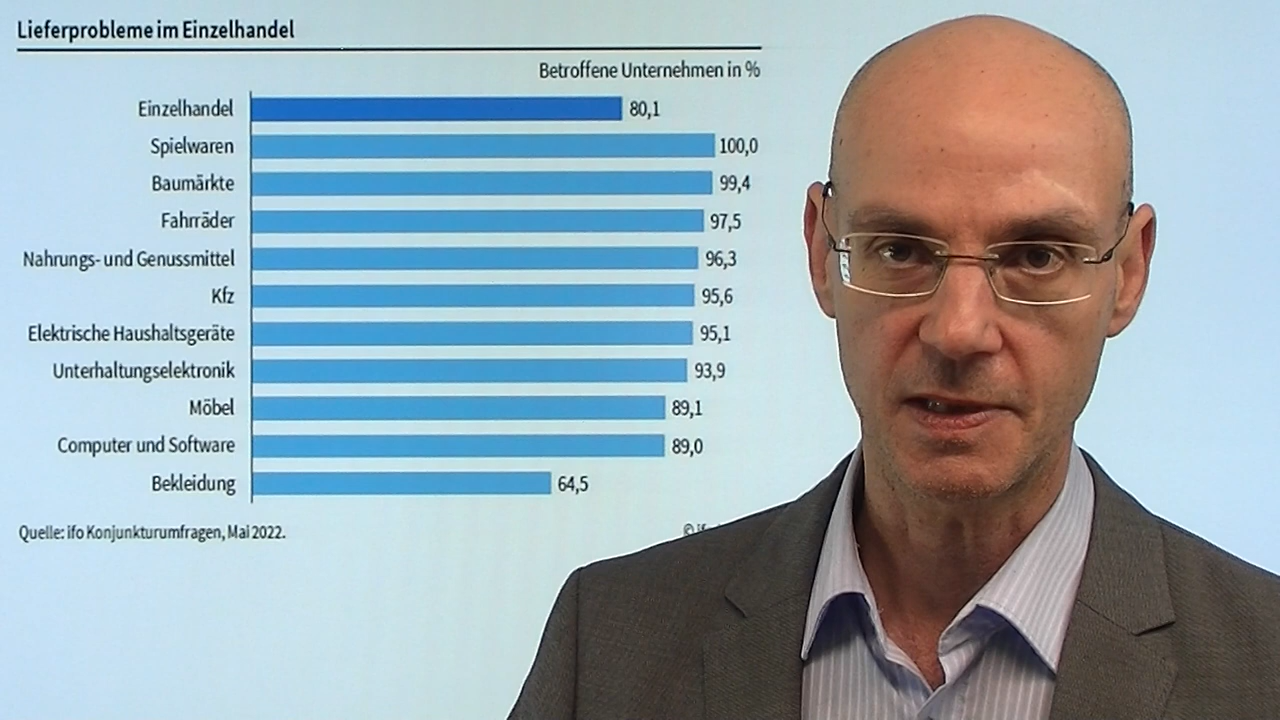 Lieferprobleme im Einzelhandel
Betroffene Unternehmen in %
Einzelhandel 80,1
Spielwaren 100,0
Baumärkte 99,4
Fahrräder 97,5
Nahrungs- und Genussmittel 96,3
Kfz 95,6
Elektrische Haushaltsgeräte 95,1
Unterhaltungselektronik 93,9
Möbel 89,1
Computer und Software 89,0
Bekleidung 64,5
Quelle: ifo Konjunkturumfragen, Mai 2022. ©